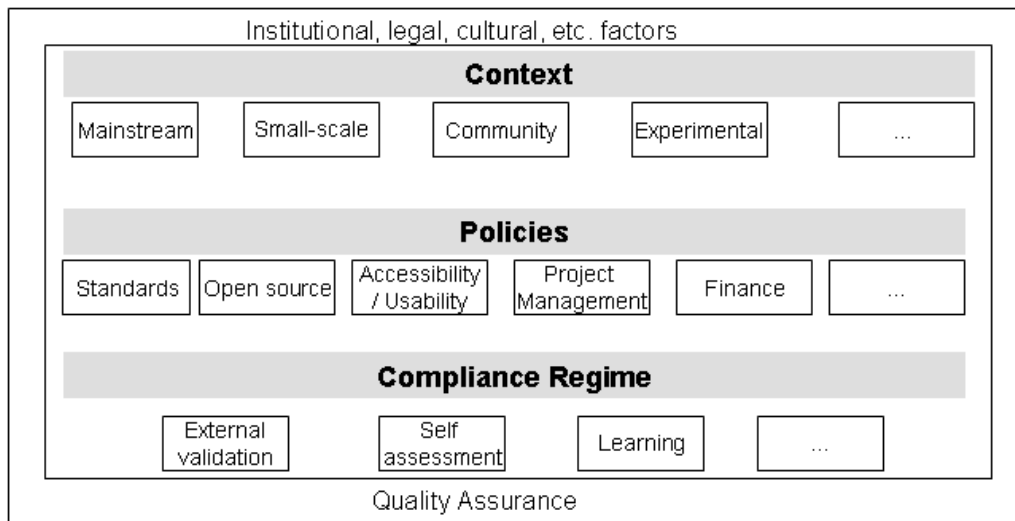 Institutional, legal, cultural, etc. factors
Context
Mainstream
Small-scale
Community
Experimental
...
Policies
Standards
Open source
Accessibility
/ Usability
Project
Management
Finance
...
Compliance Regime
External
validation
Self
assessment
Learning
...
Quality Assurance